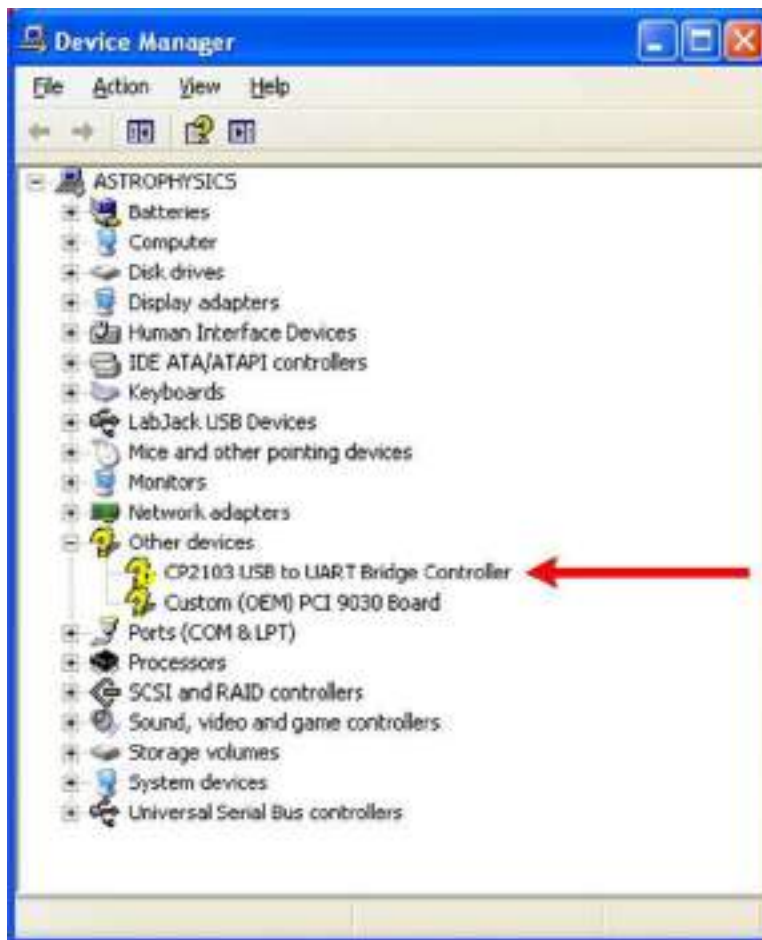 Device Manager
File Action View Help
ASTROPHYSICS
Batteries
Computer
Disk drives
Display adapters
Human Interface Devices
IDE ATA/ATAPI controllers
Keyboards
LabJack USB Devices
Mice and other pointing devices
Monitors
Network adapters
Other devices
CP2103 USB to UART Bridge Controller
Custom (OEM) PCI 9030 Board
Ports (COM & LPT)
Processors
SCSI and RAID controllers
Sound, video and game controllers
Storage volumes
System devices
Universal Serial Bus controllers